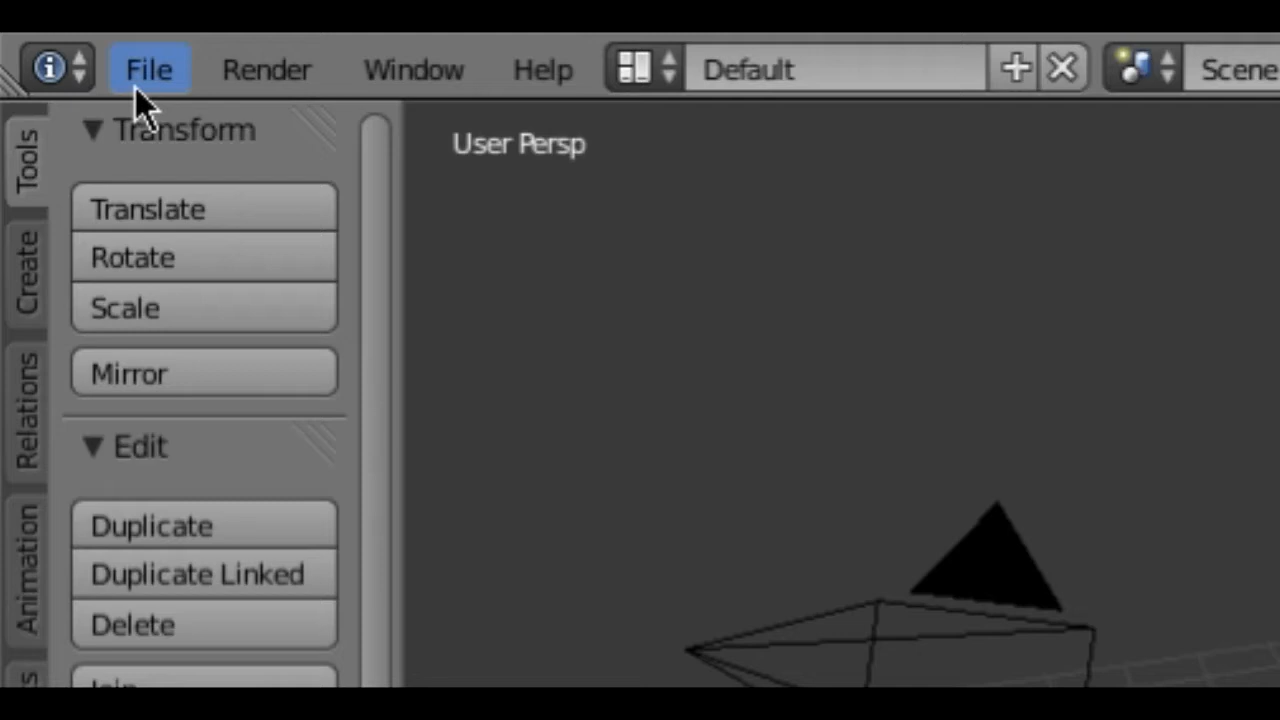 File Render Window Help Default Scene
Tools
Transform
User Persp
Translate
Create
Rotate
Scale
Relations
Mirror
Edit
Animation
Duplicate
Duplicate Linked
Delete